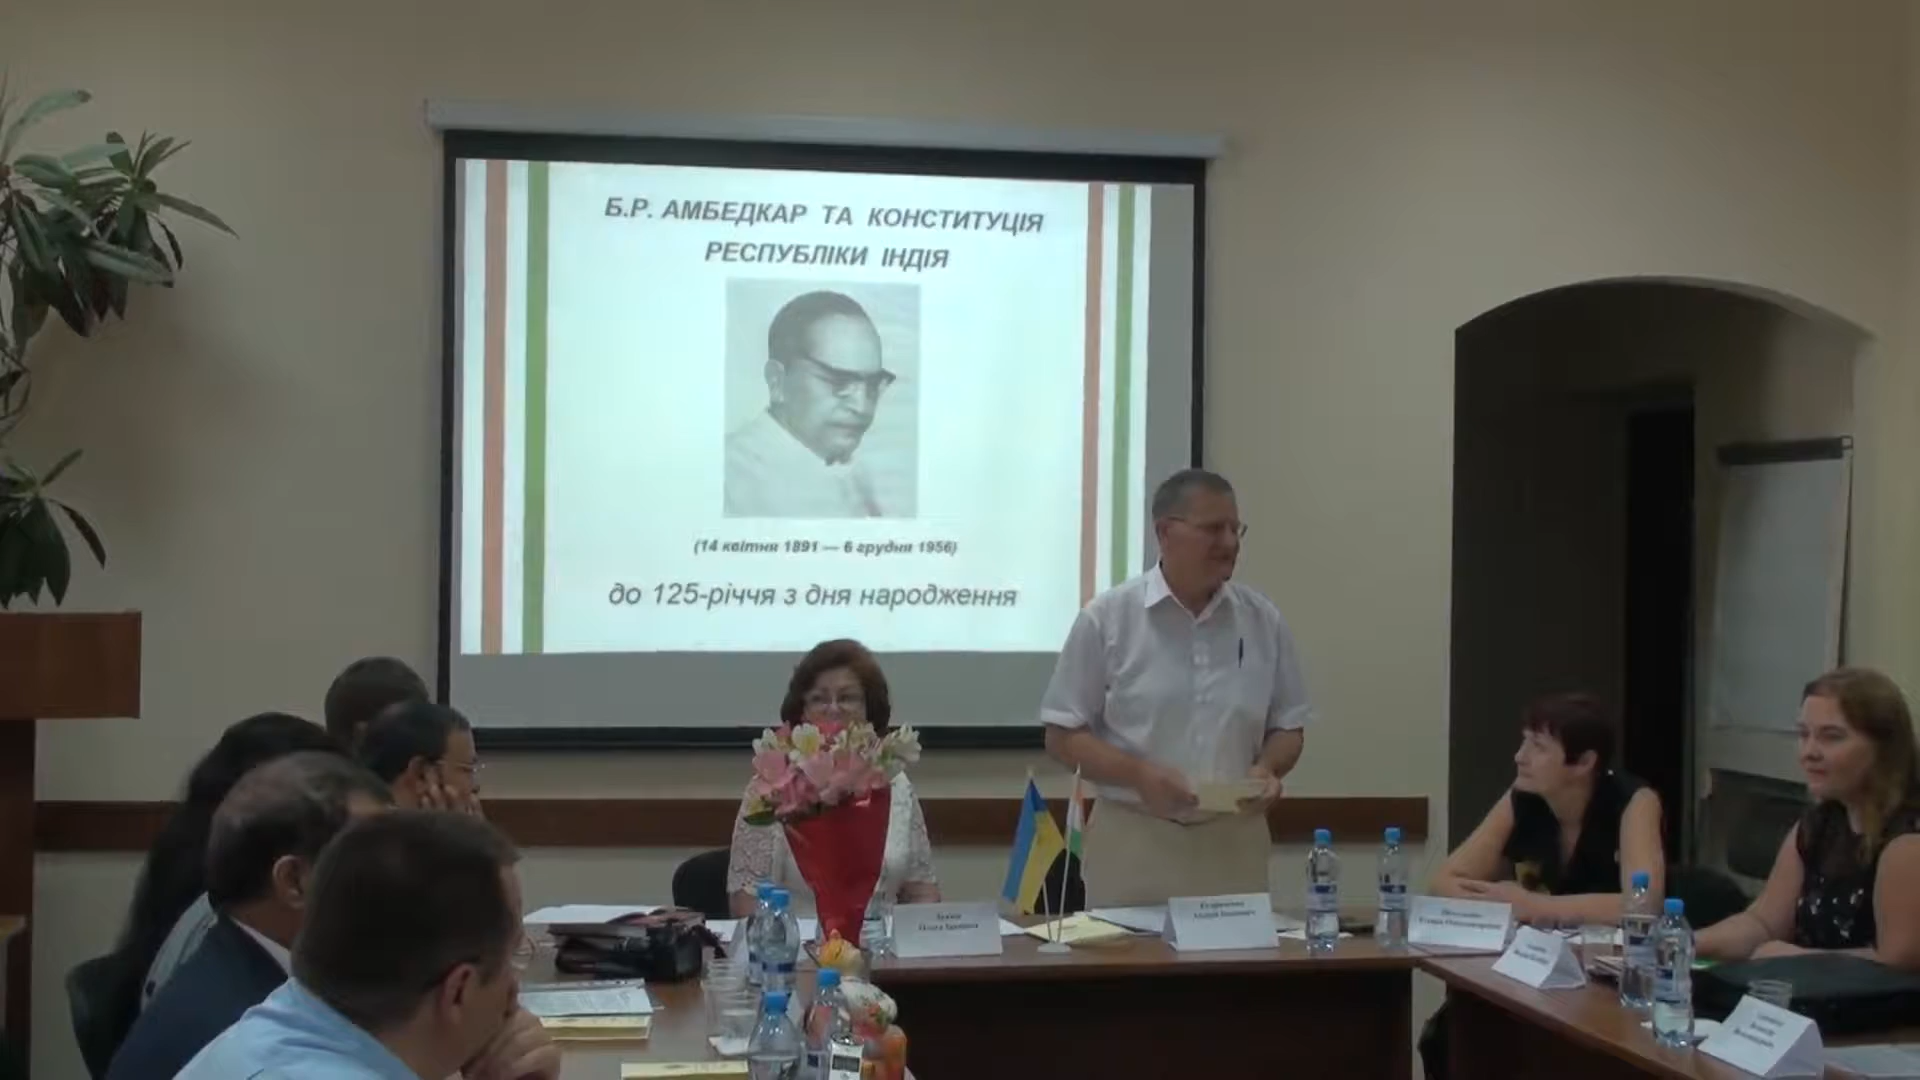 Б.Р. АМБЕДКАР ТА КОНСТИТУЦІЯ
РЕСПУБЛІКИ ІНДІЯ
(14 квітня 1891 — 6 грудня 1956)
до 125-річчя з дня народження